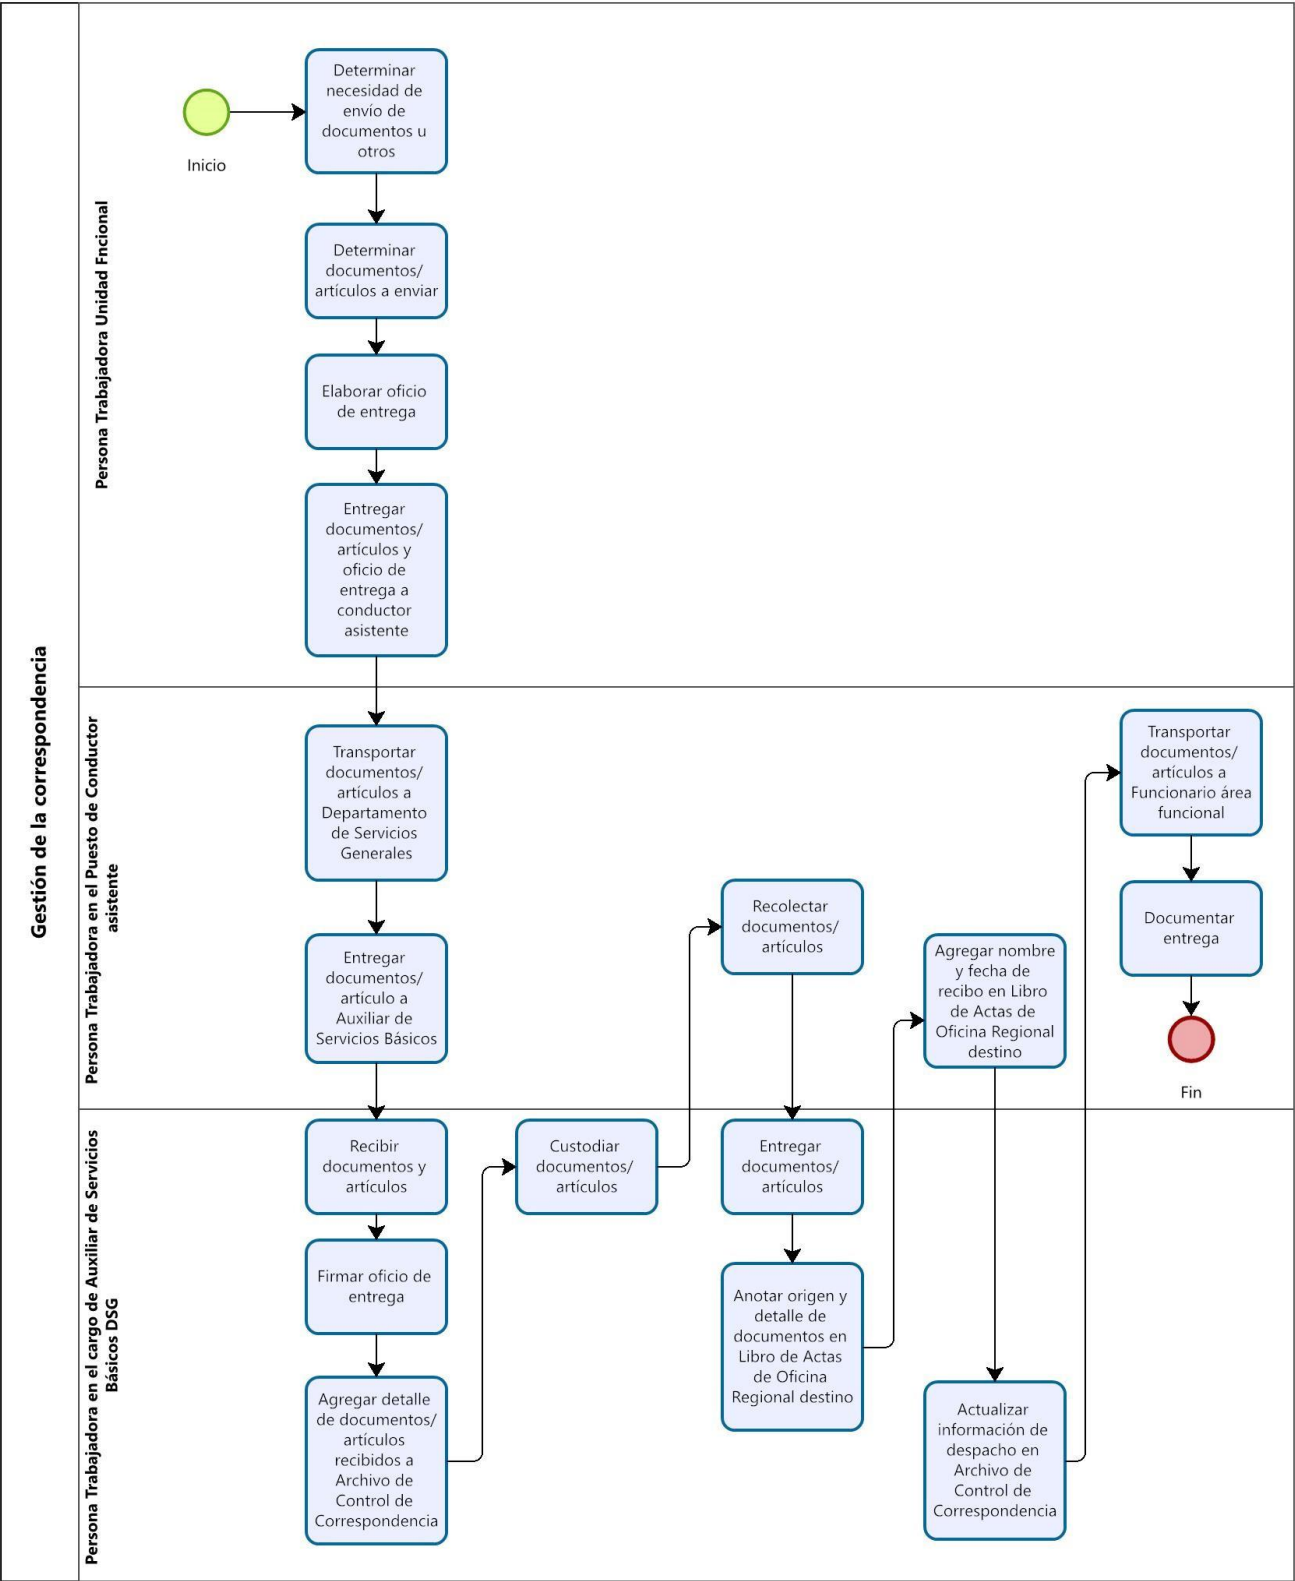 Gestión de la correspondencia
Persona Trabajadora Unidad Fncional
Inicio
Determinar
necesidad de
envío de
documentos u
otros
Determinar
documentos/
artículos a enviar
Elaborar oficio
de entrega
Entregar
documentos/
artículos y
oficio de
entrega a
conductor
asistente
Persona Trabajadora en el Puesto de Conductor
asistente
Transportar
documentos/
artículos a
Departamento
de Servicios
Generales
Entregar
documentos/
artículo a
Auxiliar de
Servicios Básicos
Recolectar
documentos/
artículos
Agregar nombre
y fecha de
recibo en Libro
de Actas de
Oficina Regional
destino
Transportar
documentos/
artículos a
Funcionario área
funcional
Documentar
entrega
Fin
Persona Trabajadora en el cargo de Auxiliar de Servicios
Básicos DSG
Recibir
documentos y
artículos
Firmar oficio de
entrega
Agregar detalle
de documentos/
artículos
recibidos a
Archivo de
Control de
Correspondencia
Custodiar
documentos/
artículos
Entregar
documentos/
artículos
Anotar origen y
detalle de
documentos en
Libro de Actas
de Oficina
Regional destino
Actualizar
información de
despacho en
Archivo de
Control de
Correspondencia